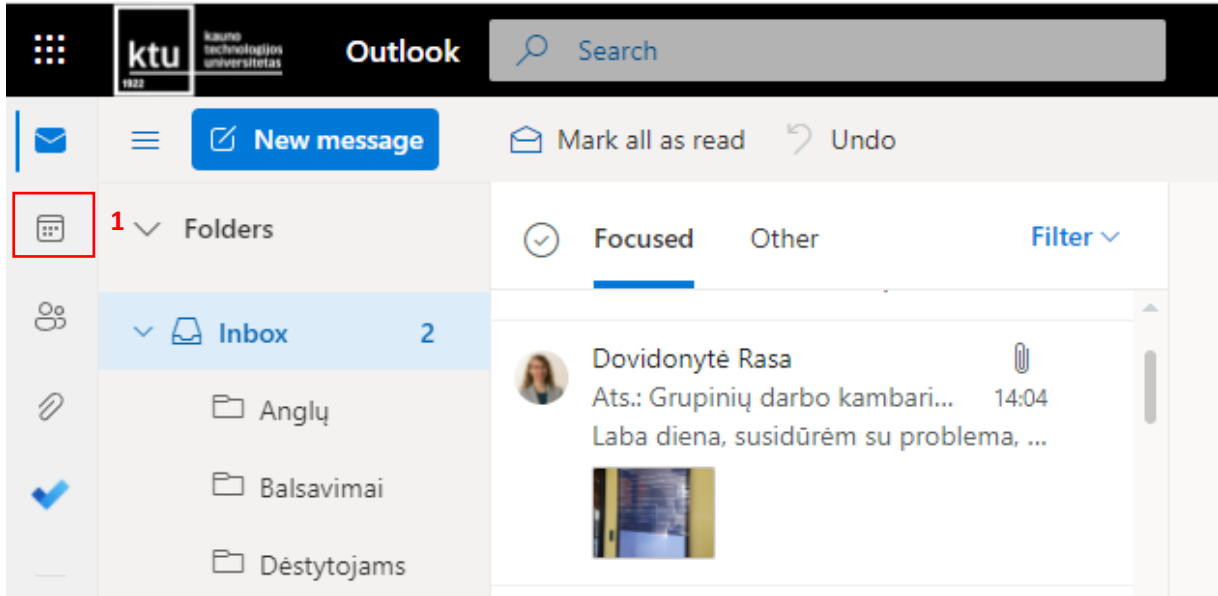 ktu
kauno
technologijos
universitetas
1922
Outlook
Search
New message
Mark all as read
Undo
1
Folders
Focused
Other
Filter
Inbox
2
Dovidonytė Rasa
Ats.: Grupinių darbo kambari...
14:04
Laba diena, susidūrėm su problema, ...
Anglų
Balsavimai
Dėstytojams